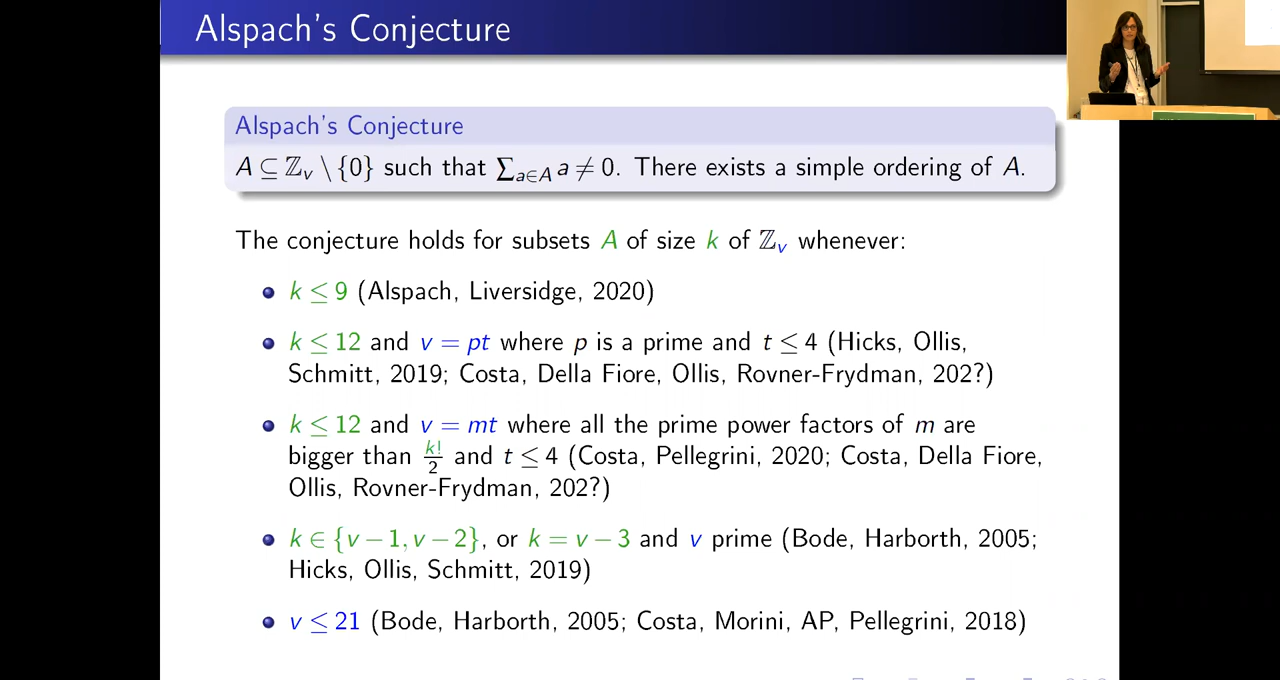 Alspach's Conjecture
Alspach's Conjecture
A ⊆ ℤ_v \ {0} such that ∑_{a∈A} a ≠ 0. There exists a simple ordering of A.
The conjecture holds for subsets A of size k of ℤ_v whenever:
k ≤ 9 (Alspach, Liversidge, 2020)
k ≤ 12 and v = pt where p is a prime and t ≤ 4 (Hicks, Ollis,
Schmitt, 2019; Costa, Della Fiore, Ollis, Rovner-Frydman, 202?)
k ≤ 12 and v = mt where all the prime power factors of m are
bigger than k!/2 and t ≤ 4 (Costa, Pellegrini, 2020; Costa, Della Fiore,
Ollis, Rovner-Frydman, 202?)
k ∈ {v − 1, v − 2}, or k = v − 3 and v prime (Bode, Harborth, 2005;
Hicks, Ollis, Schmitt, 2019)
v ≤ 21 (Bode, Harborth, 2005; Costa, Morini, AP, Pellegrini, 2018)